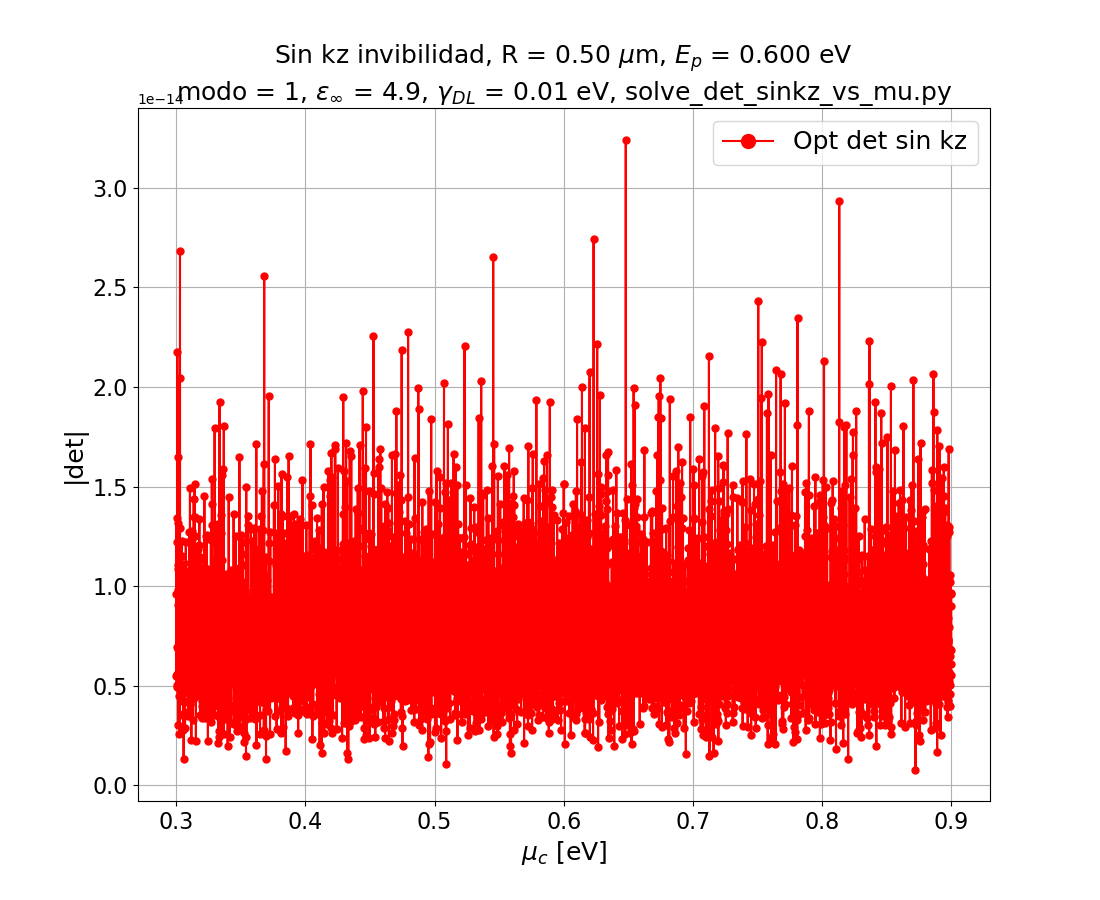 Sin kz invibilidad, R = 0.50 μm, E_p = 0.600 eV
modo = 1, ε_∞ = 4.9, γ_DL = 0.01 eV, solve_det_sinkz_vs_mu.py
1e−14
Opt det sin kz
3.0
2.5
2.0
1.5
1.0
0.5
0.0
|det|
0.3 0.4 0.5 0.6 0.7 0.8 0.9
μ_c [eV]